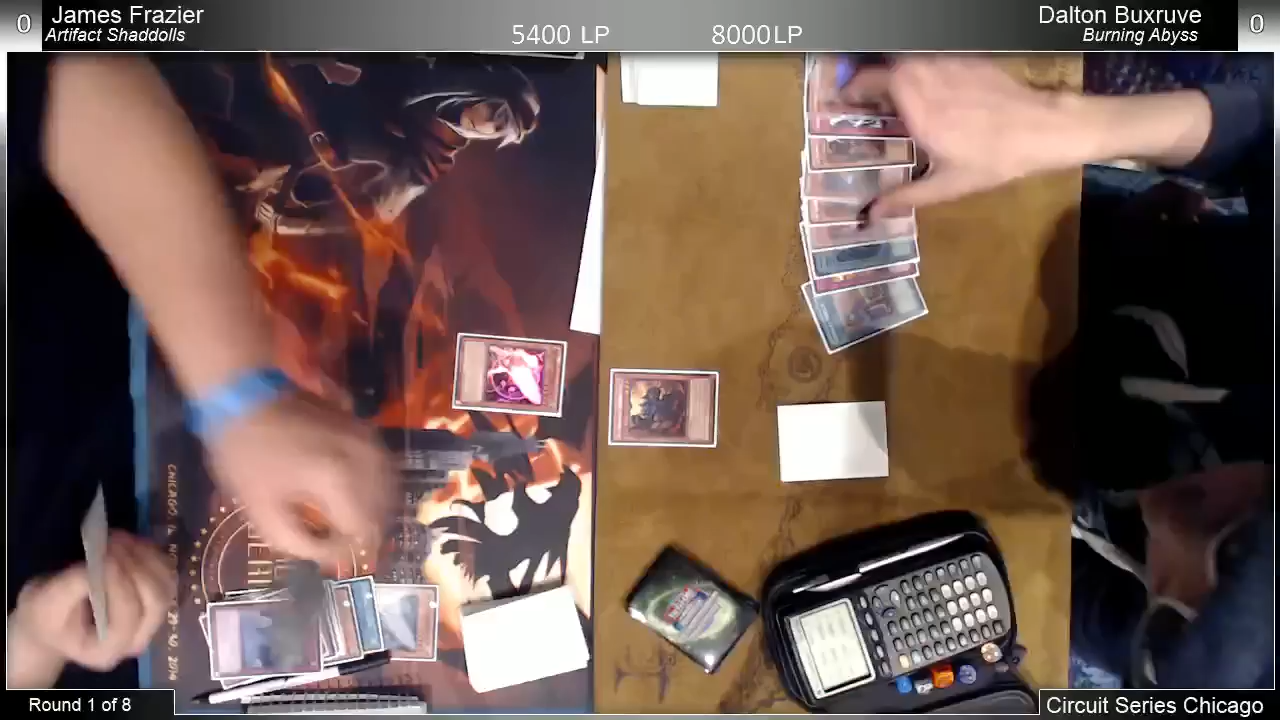 0
James Frazier
Artifact Shaddolls
5400 LP
8000LP
Dalton Buxruve
Burning Abyss
0
Round 1 of 8
Circuit Series Chicago